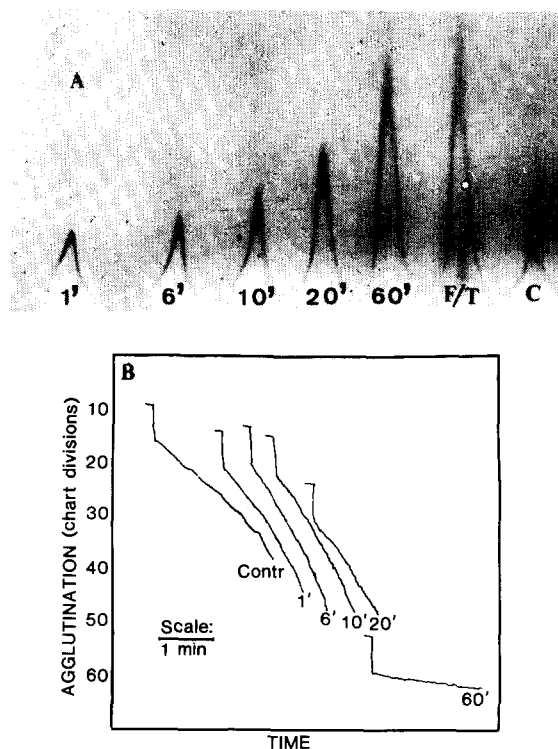 A
1' 6' 10' 20' 60' F/T C
B
AGGLUTINATION (chart divisions)
10
20
30
40
50
60
Contr
1'
6'
10'
20'
60'
Scale:
1 min
TIME